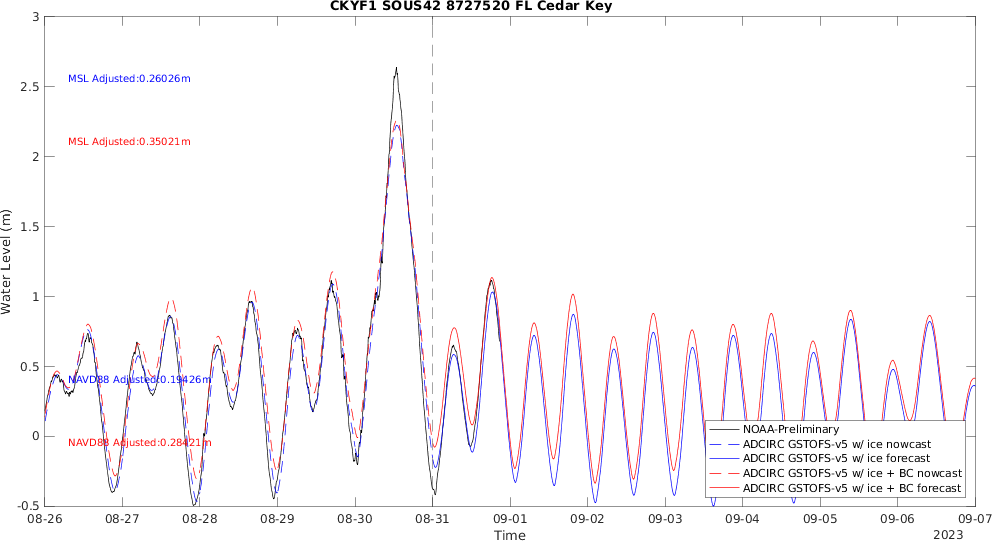 CKYF1 SOUS42 8727520 FL Cedar Key
3
2.5
2
1.5
1
0.5
0
-0.5
Water Level (m)
MSL Adjusted:0.26026m
MSL Adjusted:0.35021m
NAVD88 Adjusted:0.19426m
NAVD88 Adjusted:0.28421m
NOAA-Preliminary
ADCIRC GSTOFS-v5 w/ ice nowcast
ADCIRC GSTOFS-v5 w/ ice forecast
ADCIRC GSTOFS-v5 w/ ice + BC nowcast
ADCIRC GSTOFS-v5 w/ ice + BC forecast
08-26 08-27 08-28 08-29 08-30 08-31 09-01 09-02 09-03 09-04 09-05 09-06 09-07
Time
2023